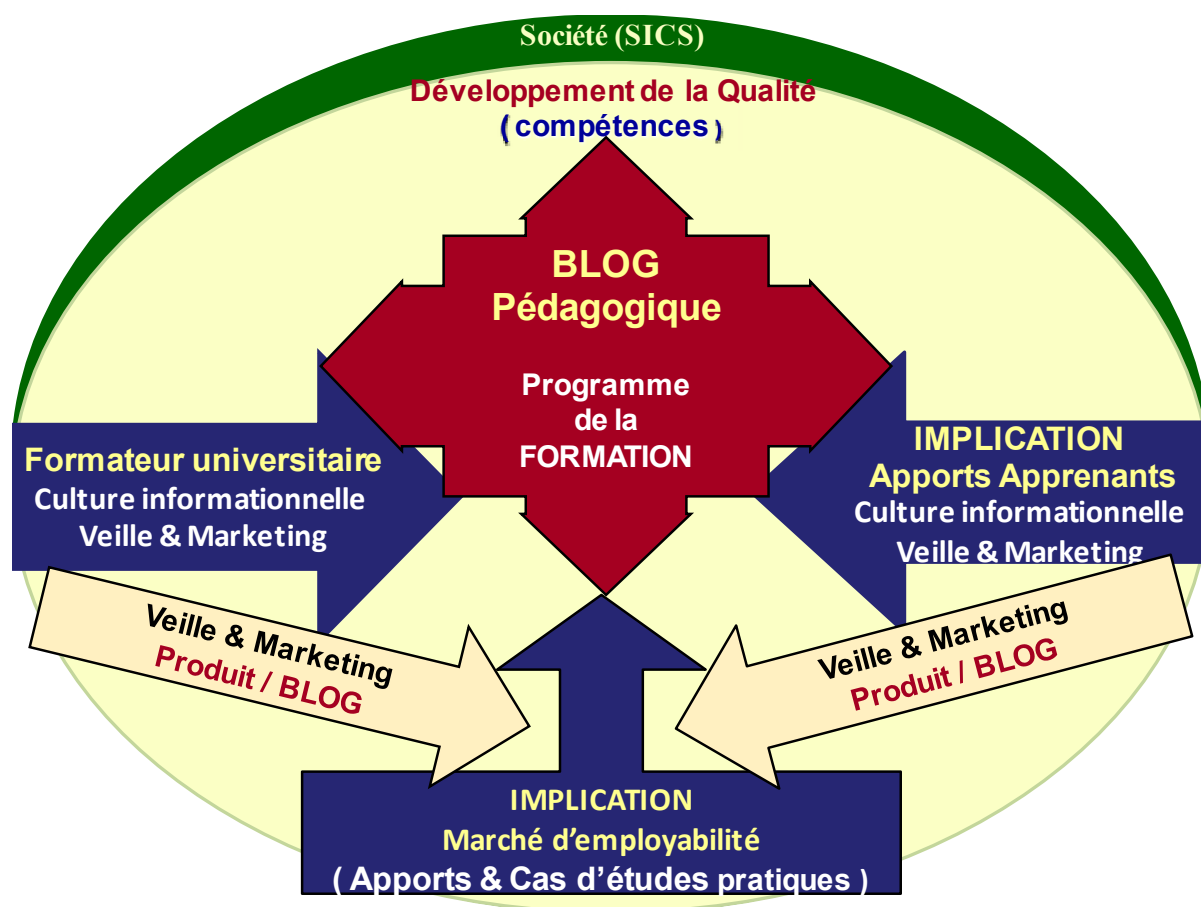 Société (SICS)
Développement de la Qualité
( compétences )
BLOG
Pédagogique
Programme
de la
FORMATION
Formateur universitaire
Culture informationnelle
Veille & Marketing
IMPLICATION
Apports Apprenants
Culture informationnelle
Veille & Marketing
Veille & Marketing
Produit / BLOG
Veille & Marketing
Produit / BLOG
IMPLICATION
Marché d’employabilité
( Apports & Cas d’études pratiques )